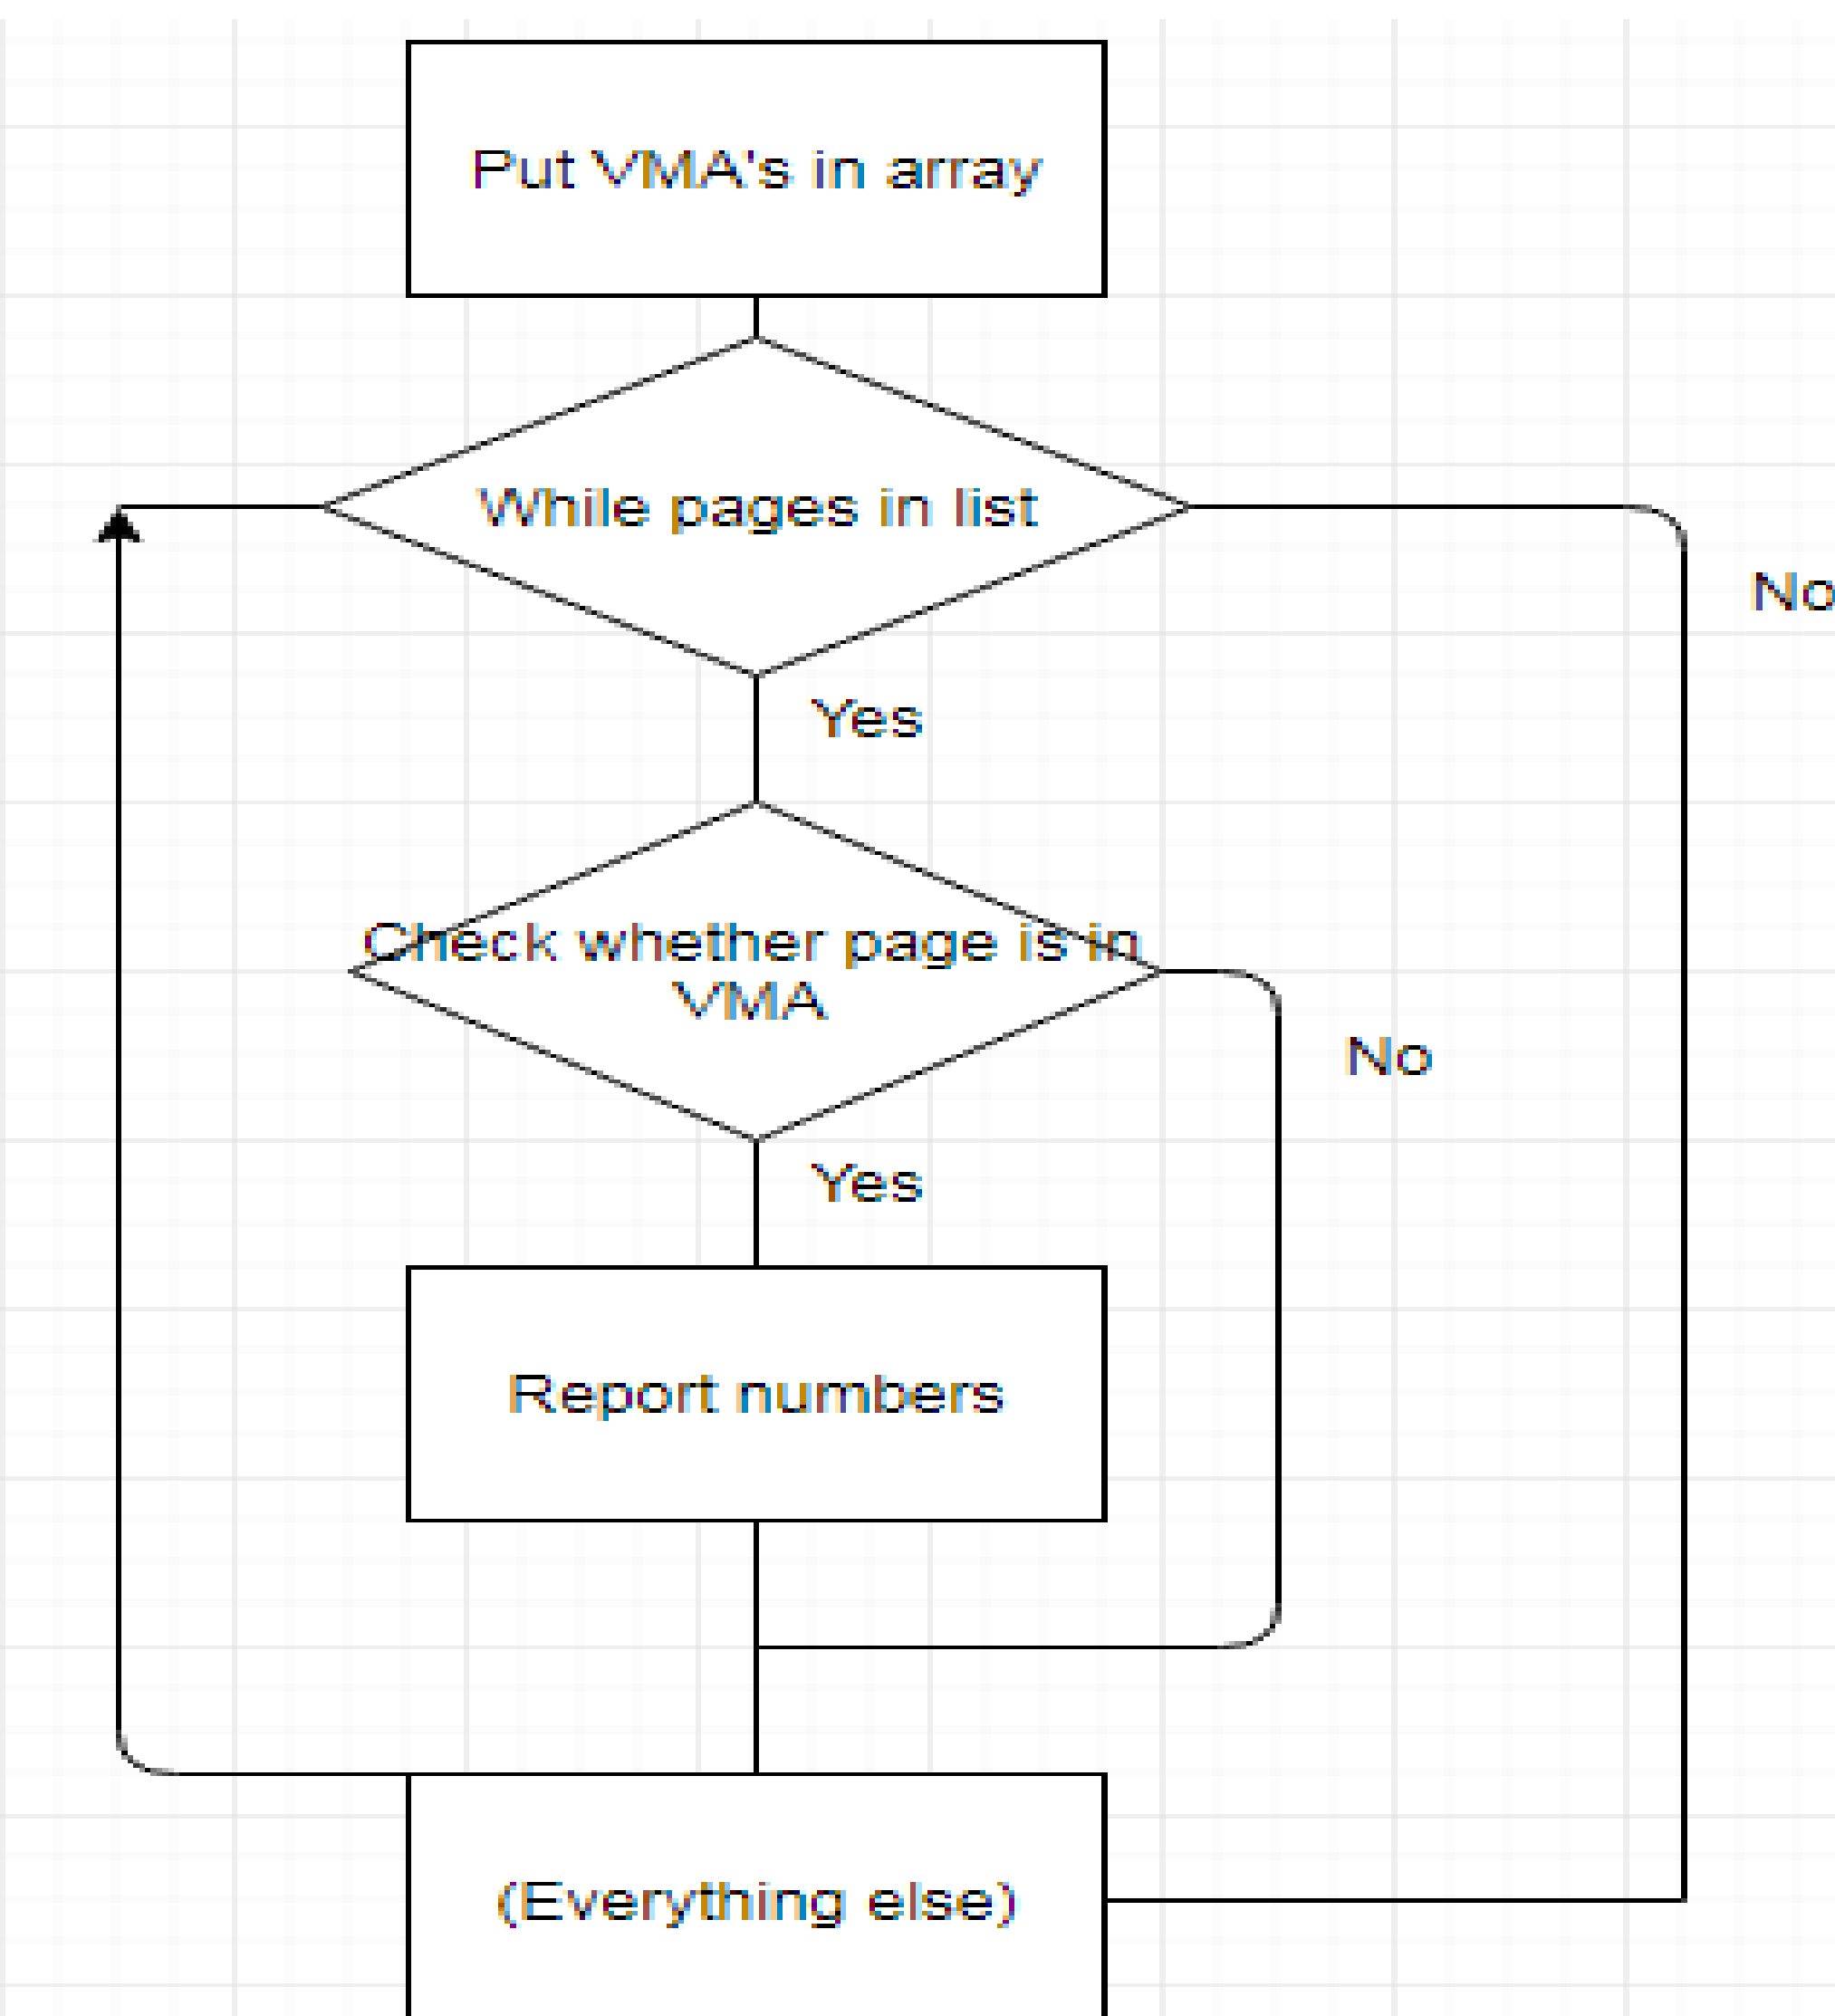 Put VMA's in array
While pages in list
No
Yes
Check whether page is in
VMA
No
Yes
Report numbers
(Everything else)